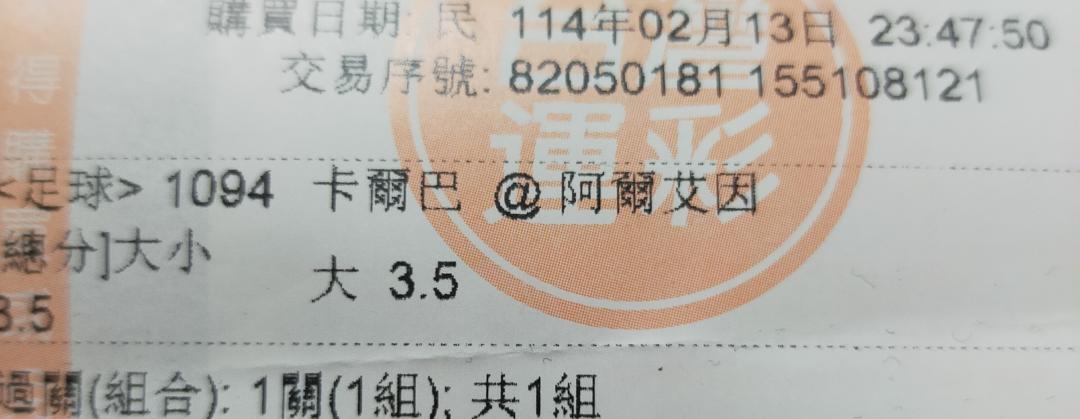 購買日期: 民 114年02月13日 23:47:50
交易序號: 82050181 155108121
<足球> 1094 卡爾巴 @ 阿爾艾因
總分]大小
大 3.5
3.5
過關(組合): 1關(1組); 共1組
運彩